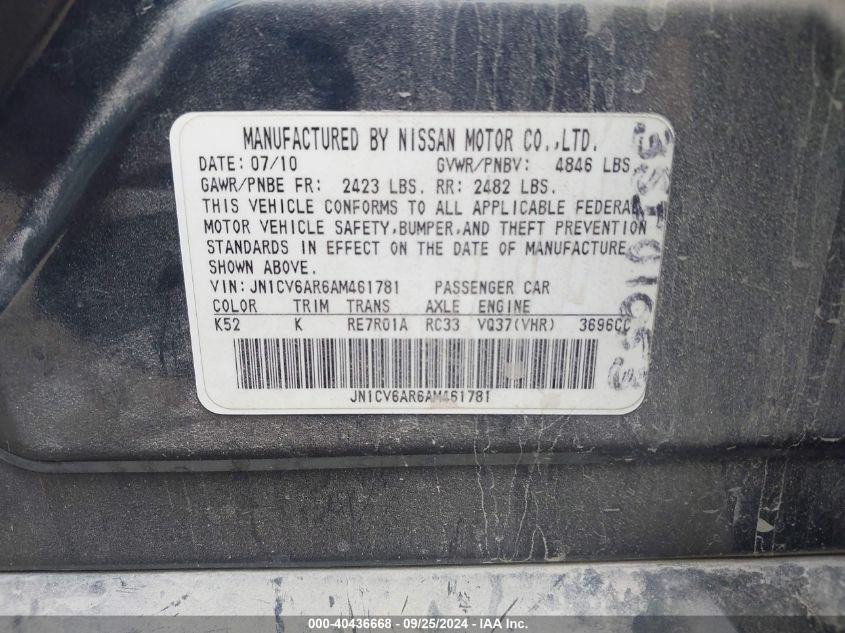 MANUFACTURED BY NISSAN MOTOR CO.,LTD.
DATE: 07/10 GVWR/PNBV: 4846 LBS
GAWR/PNBE FR: 2423 LBS. RR: 2482 LBS.
THIS VEHICLE CONFORMS TO ALL APPLICABLE FEDERAL
MOTOR VEHICLE SAFETY,BUMPER,AND THEFT PREVENTION
STANDARDS IN EFFECT ON THE DATE OF MANUFACTURE
SHOWN ABOVE.
VIN: JN1CV6AR6AM461781 PASSENGER CAR
COLOR TRIM TRANS AXLE ENGINE
K52 K RE7R01A RC33 VQ37(VHR) 3696CC
JN1CV6AR6AM461781
000-40436668 - 09/25/2024 - IAA Inc.